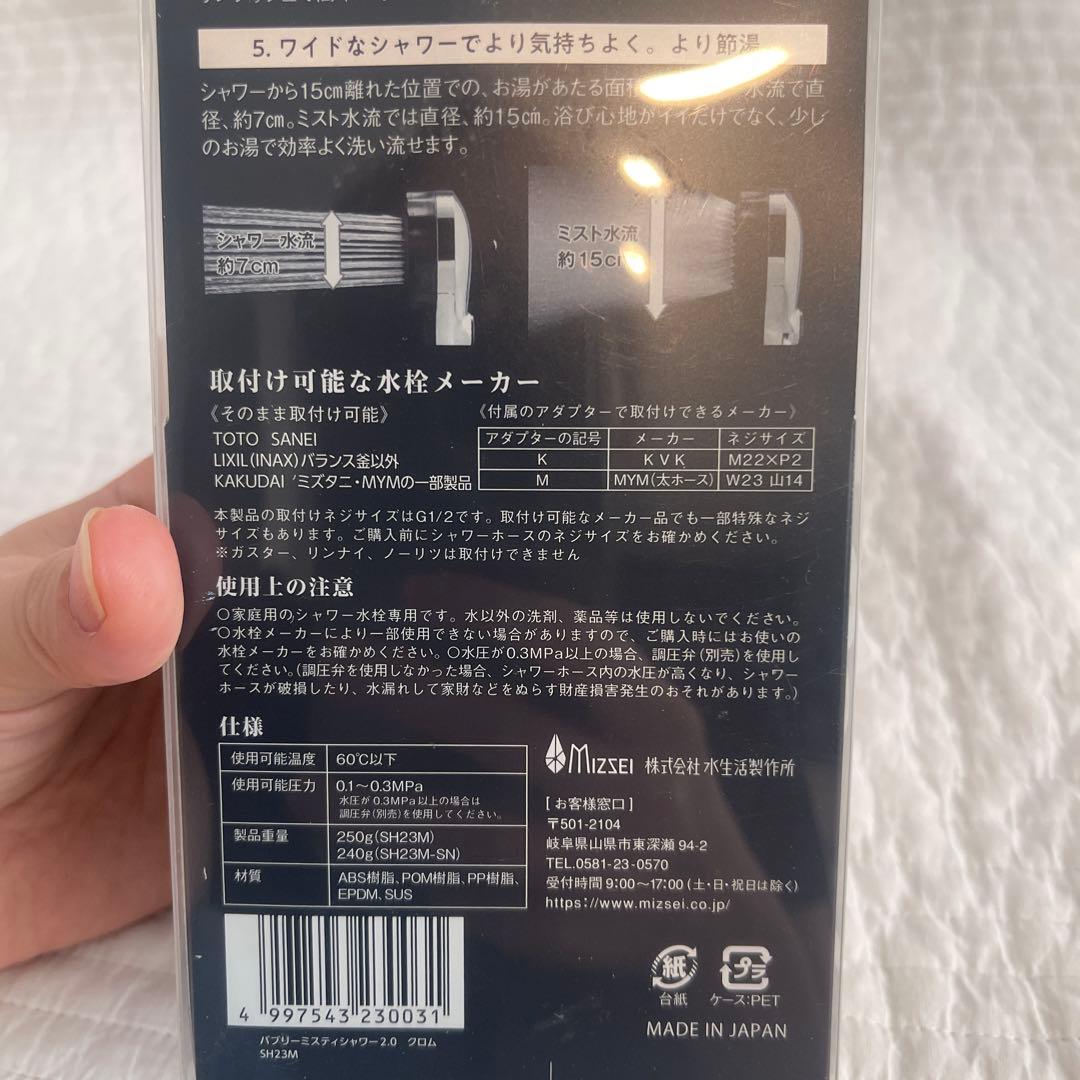 5. ワイドなシャワーでより気持ちよく。より節湯
シャワーから15cm離れた位置での、お湯があたる面積 水流で直
径、約7cm。ミスト水流では直径、約15cm。浴び心地がイイだけでなく、少し
のお湯で効率よく洗い流せます。
シャワー水流
約7cm
ミスト水流
約15cm
取付け可能な水栓メーカー
《そのまま取付け可能》
TOTO SANEI
LIXIL(INAX)バランス釜以外
KAKUDAI ミズタニ・MYMの一部製品
《付属のアダプターで取付けできるメーカー》
アダプターの記号 メーカー ネジサイズ
K KVK M22×P2
M MYM(太ホース) W23 山14
本製品の取付けネジサイズはG1/2です。取付け可能なメーカー品でも一部特殊なネジ
サイズもあります。ご購入前にシャワーホースのネジサイズをお確かめください。
※ガスター、リンナイ、ノーリツは取付けできません
使用上の注意
○家庭用のシャワー水栓専用です。水以外の洗剤、薬品等は使用しないでください。
○水栓メーカーにより一部使用できない場合がありますので、ご購入時にはお使いの
水栓メーカーをお確かめください。○水圧が0.3MPa以上の場合、調圧弁(別売)を使用し
てください。(調圧弁を使用しなかった場合、シャワーホース内の水圧が高くなり、シャワー
ホースが破損したり、水漏れして家財などをぬらす財産損害発生のおそれがあります。)
仕様
使用可能温度 60℃以下
使用可能圧力 0.1〜0.3MPa
水圧が0.3MPa以上の場合は
調圧弁(別売)を使用してください。
製品重量 250g(SH23M)
240g(SH23M-SN)
材質 ABS樹脂、POM樹脂、PP樹脂、
EPDM、SUS
MIZSEI 株式会社水生活製作所
[お客様窓口]
〒501-2104
岐阜県山県市東深瀬94-2
TEL.0581-23-0570
受付時間 9:00〜17:00(土・日・祝日は除く)
https://www.mizsei.co.jp/
紙
台紙
プラ
ケース:PET
MADE IN JAPAN
4 997543 230031
バブリーミスティシャワー2.0 クロム
SH23M